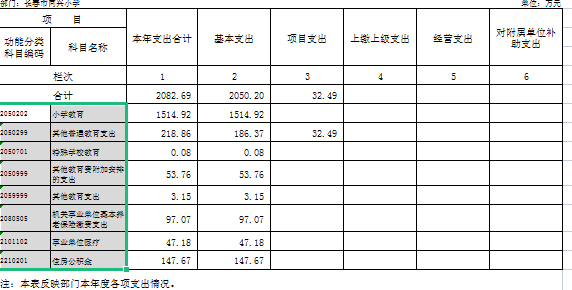 部门：长春市同兴小学 单位：万元
项 目 本年支出合计 基本支出 项目支出 上缴上级支出 经营支出 对附属单位补
助支出
功能分类
科目编码 科目名称
栏次 1 2 3 4 5 6
合计 2082.69 2050.20 32.49
2050202 小学教育 1514.92 1514.92
2050299 其他普通教育支出 218.86 186.37 32.49
2050701 特殊学校教育 0.08 0.08
2050999 其他教育费附加安排
的支出 53.76 53.76
2059999 其他教育支出 3.15 3.15
2080505 机关事业单位基本养
老保险缴费支出 97.07 97.07
2101102 事业单位医疗 47.18 47.18
2210201 住房公积金 147.67 147.67
注：本表反映部门本年度各项支出情况。